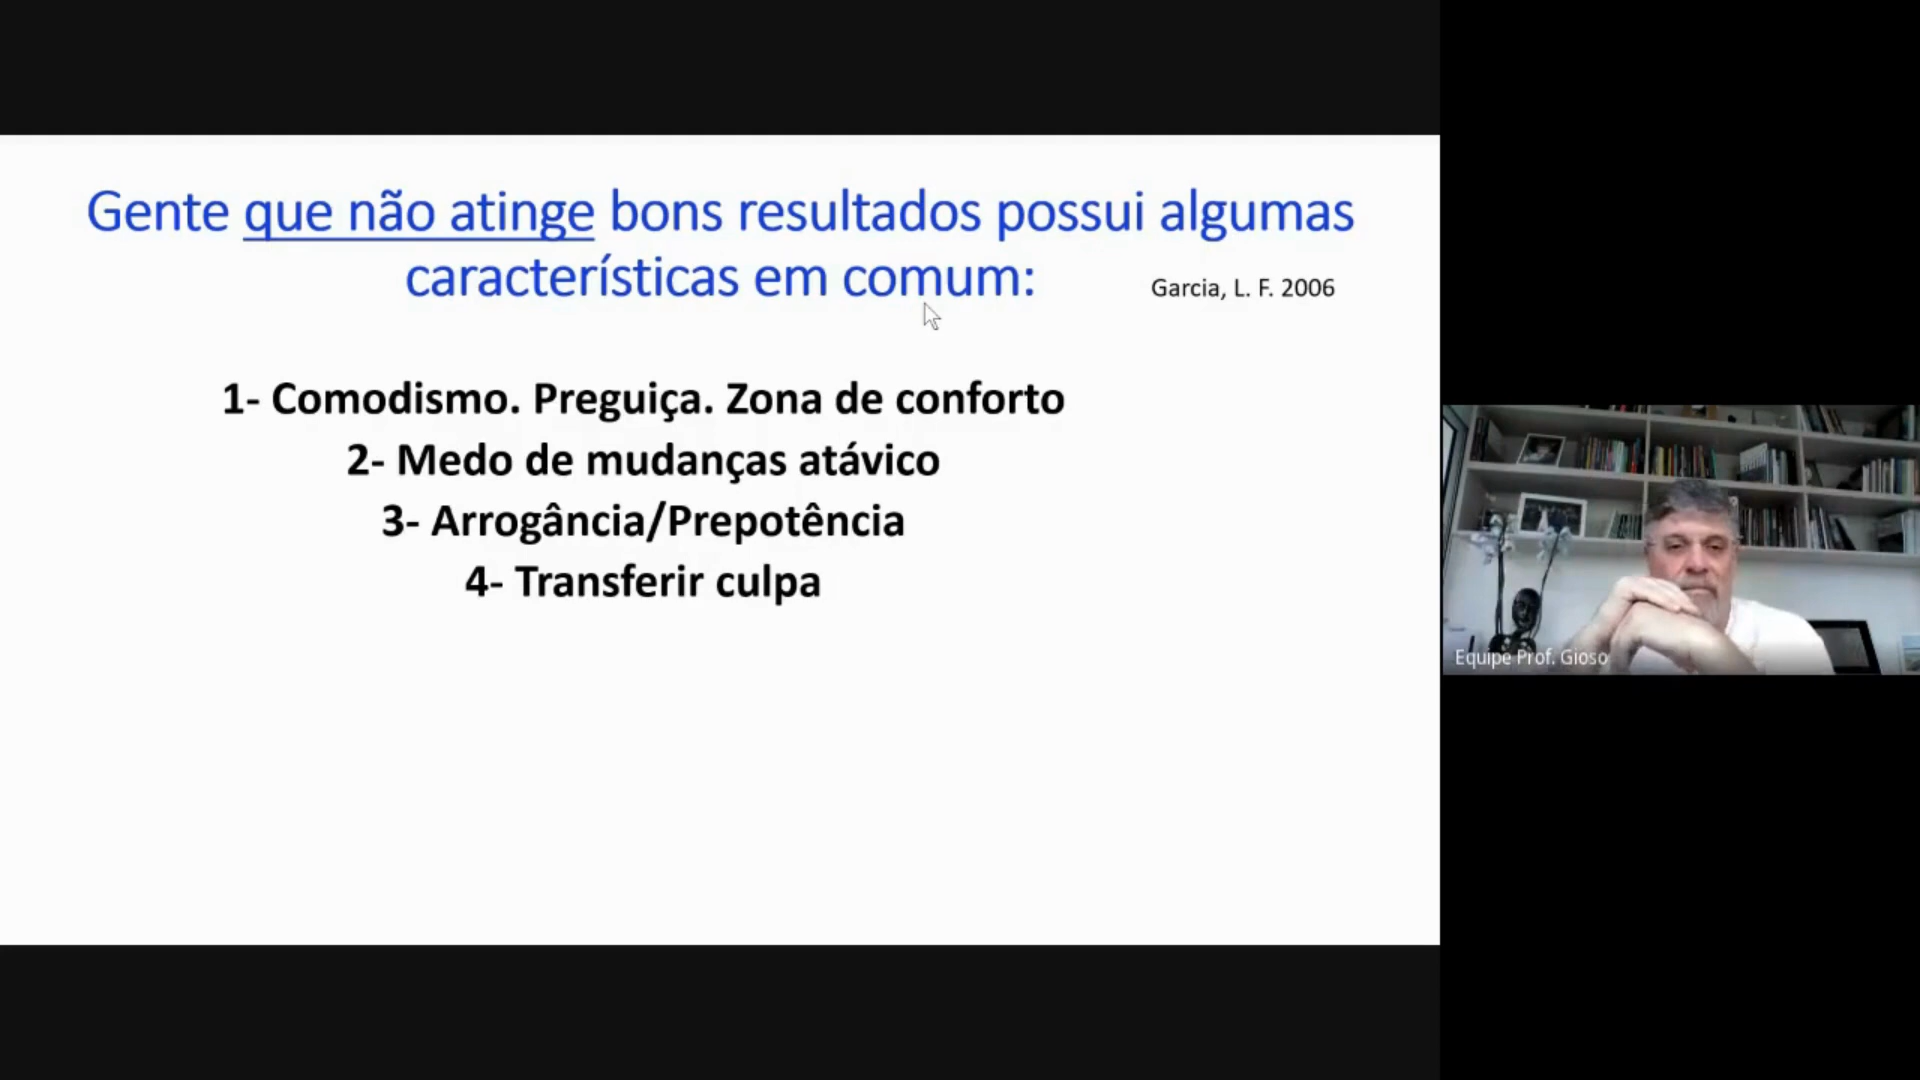 Gente que não atinge bons resultados possui algumas
características em comum:
Garcia, L. F. 2006
1- Comodismo. Preguiça. Zona de conforto
2- Medo de mudanças atávico
3- Arrogância/Prepotência
4- Transferir culpa
Equipe Prof. Gioso